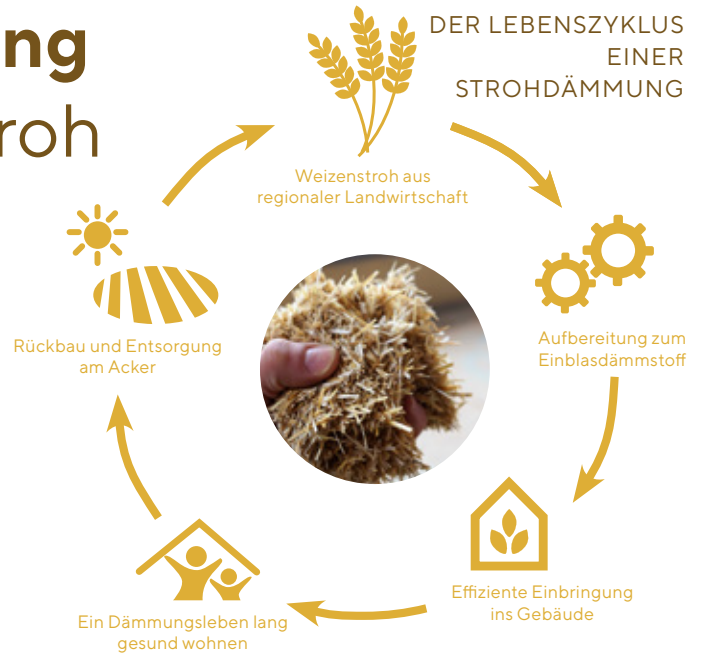 ng
roh
DER LEBENSZYKLUS
EINER
STROHDÄMMUNG
Weizenstroh aus
regionaler Landwirtschaft
Aufbereitung zum
Einblasdämmstoff
Effiziente Einbringung
ins Gebäude
Ein Dämmungsleben lang
gesund wohnen
Rückbau und Entsorgung
am Acker